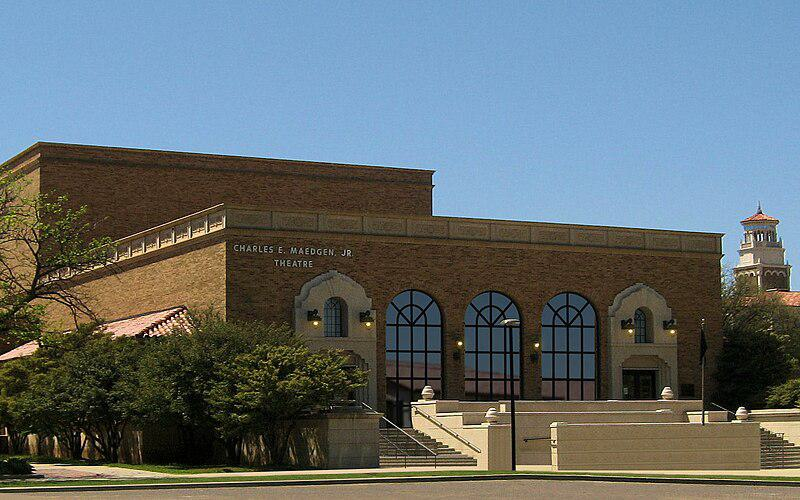 CHARLES E. MAEDGEN, JR.
THEATRE